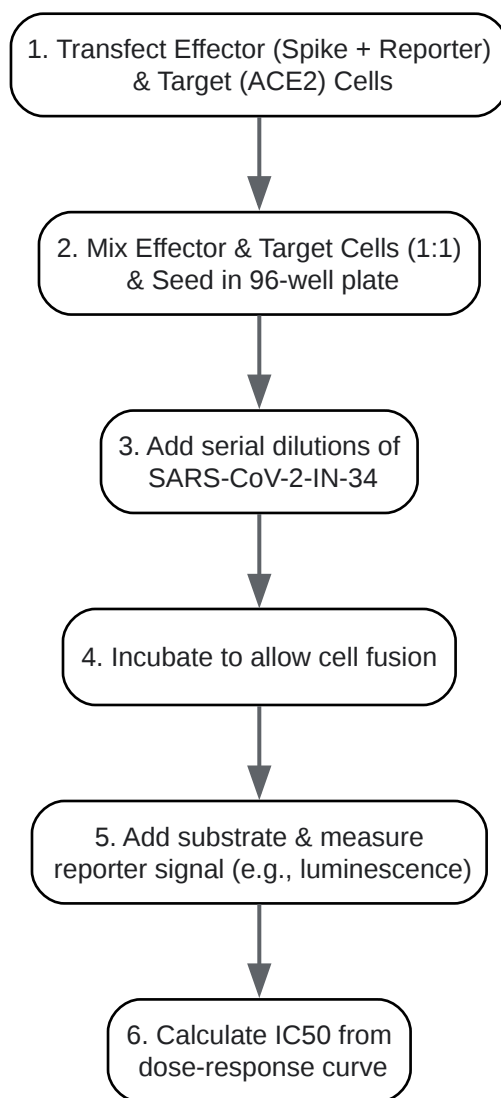 1. Transfect Effector (Spike + Reporter)
& Target (ACE2) Cells
2. Mix Effector & Target Cells (1:1)
& Seed in 96-well plate
3. Add serial dilutions of
SARS-CoV-2-IN-34
4. Incubate to allow cell fusion
5. Add substrate & measure
reporter signal (e.g., luminescence)
6. Calculate IC50 from
dose-response curve